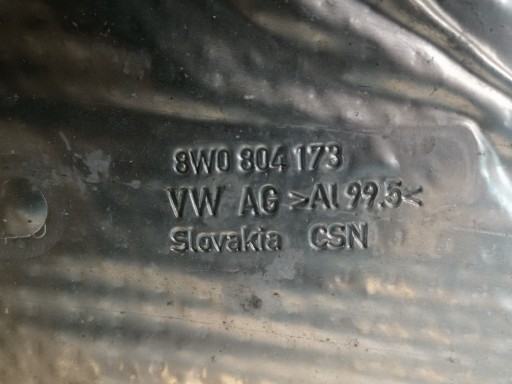 8W0 804 173
VW AG >Al 99.5<
Slovakia CSN